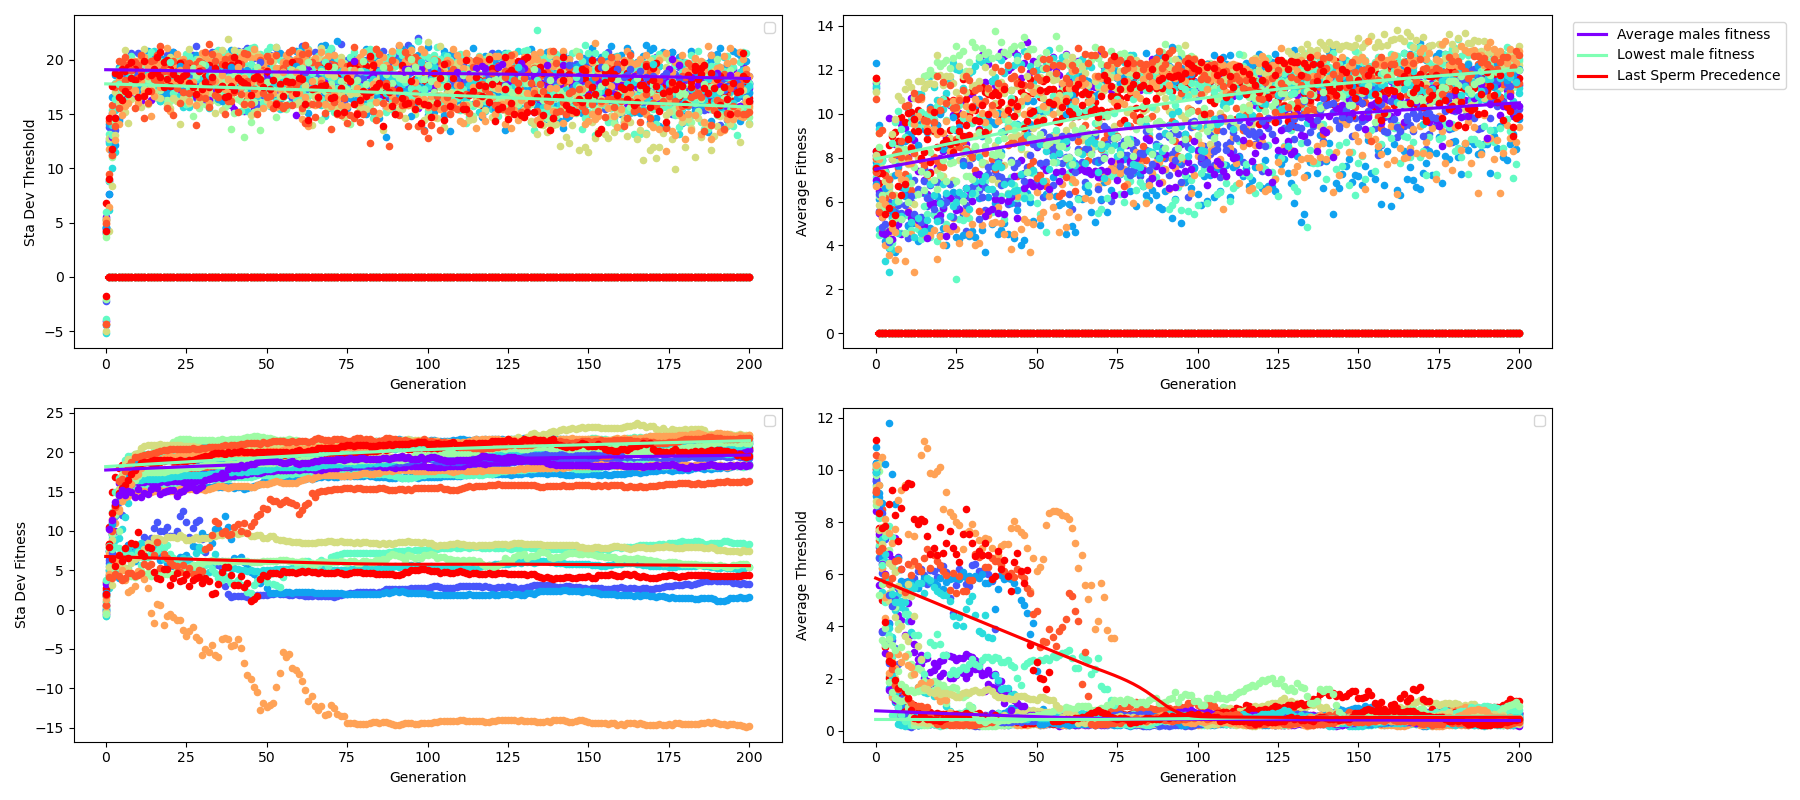 Sta Dev Threshold
20
15
10
5
0
−5
0 25 50 75 100 125 150 175 200
Generation
Average Fitness
14
12
10
8
6
4
2
0
0 25 50 75 100 125 150 175 200
Generation
Average males fitness
Lowest male fitness
Last Sperm Precedence
Sta Dev Fitness
25
20
15
10
5
0
−5
−10
−15
0 25 50 75 100 125 150 175 200
Generation
Average Threshold
12
10
8
6
4
2
0
0 25 50 75 100 125 150 175 200
Generation